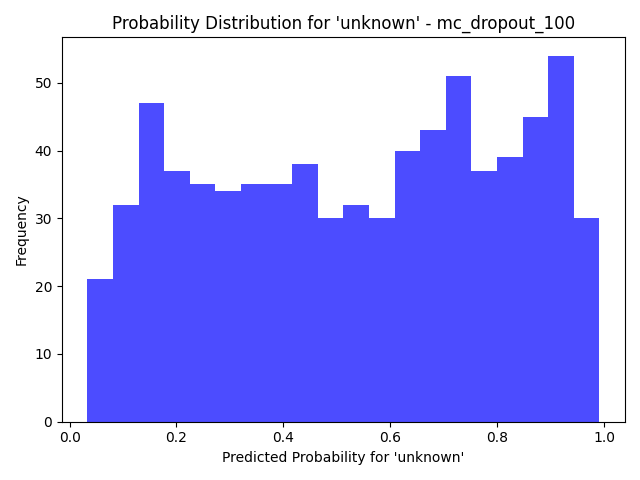 Probability Distribution for 'unknown' - mc_dropout_100
50
40
30
20
10
0
Frequency
0.0 0.2 0.4 0.6 0.8 1.0
Predicted Probability for 'unknown'